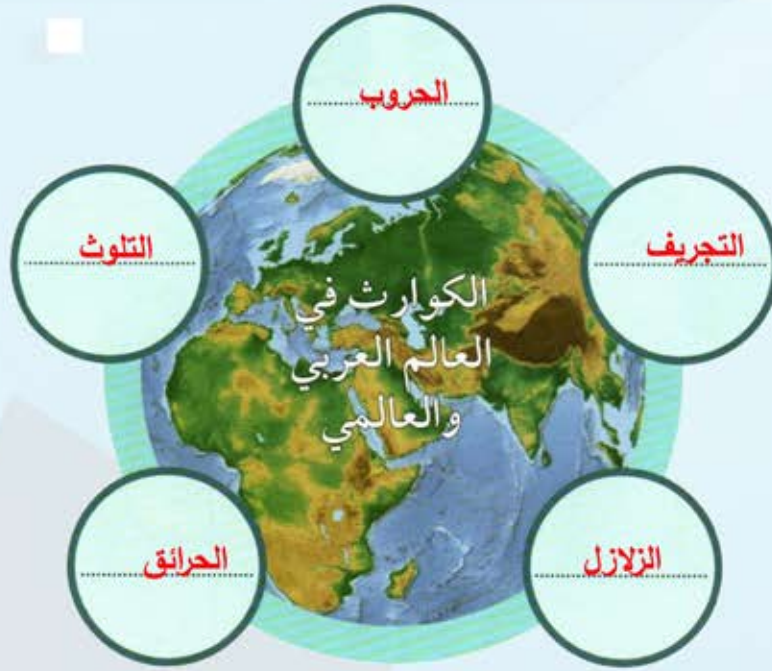 الحروب
التجريف
التلوث
الكوارث في
العالم العربي
والعالمي
الزلازل
الحرائق